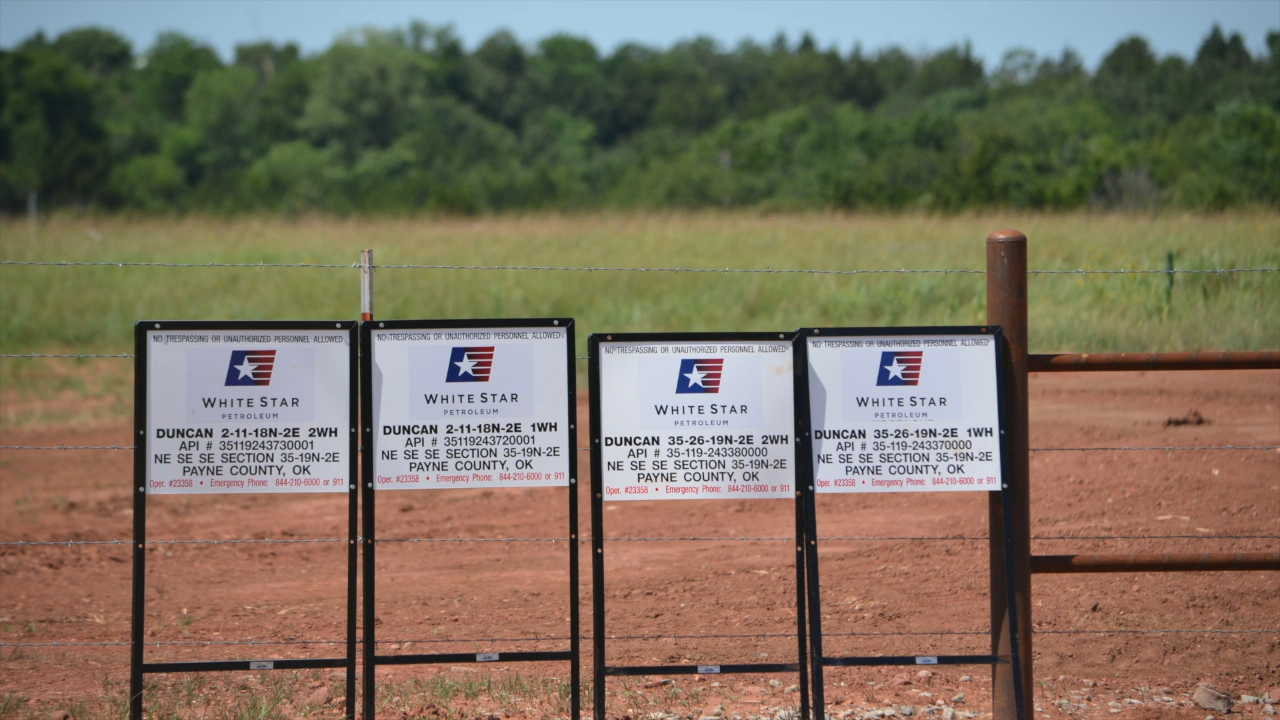 NO TRESPASSING OR UNAUTHORIZED PERSONNEL ALLOWED
WHITE STAR
PETROLEUM
DUNCAN 2-11-18N-2E 2WH
API # 35119243730001
NE SE SE SECTION 35-19N-2E
PAYNE COUNTY, OK
Oper. #23358 • Emergency Phone: 844-210-6000 or 911
NO TRESPASSING OR UNAUTHORIZED PERSONNEL ALLOWED
WHITE STAR
PETROLEUM
DUNCAN 2-11-18N-2E 1WH
API # 35119243720001
NE SE SE SECTION 35-19N-2E
PAYNE COUNTY, OK
Oper. #23358 • Emergency Phone: 844-210-6000 or 911
NO TRESPASSING OR UNAUTHORIZED PERSONNEL ALLOWED
WHITE STAR
PETROLEUM
DUNCAN 35-26-19N-2E 2WH
API # 35-119-243380000
NE SE SE SECTION 35-19N-2E
PAYNE COUNTY, OK
Oper. #23358 • Emergency Phone: 844-210-6000 or 911
NO TRESPASSING OR UNAUTHORIZED PERSONNEL ALLOWED
WHITE STAR
PETROLEUM
DUNCAN 35-26-19N-2E 1WH
API # 35-119-243370000
NE SE SE SECTION 35-19N-2E
PAYNE COUNTY, OK
Oper. #23358 • Emergency Phone: 844-210-6000 or 911